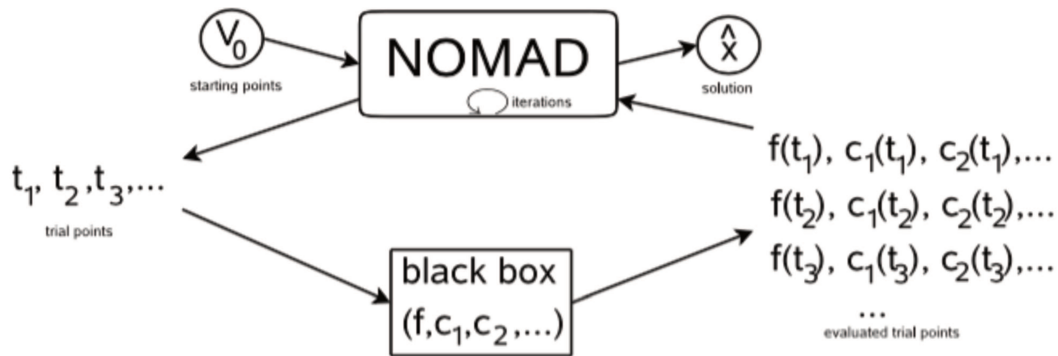 V₀
starting points
NOMAD
iterations
x̂
solution
t₁, t₂ ,t₃,...
trial points
black box
(f,c₁,c₂,...)
f(t₁), c₁(t₁), c₂(t₁),...
f(t₂), c₁(t₂), c₂(t₂),...
f(t₃), c₁(t₃), c₂(t₃),...
...
evaluated trial points